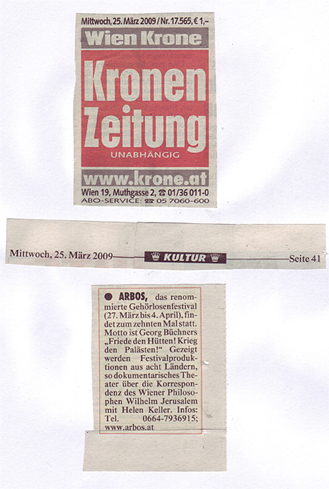 Mittwoch, 25. März 2009 / Nr. 17.565, € 1,–
Wien Krone
Kronen
Zeitung
UNABHÄNGIG
www.krone.at
Wien 19, Muthgasse 2, ☎ 01/36 011-0
ABO-SERVICE: ☎ 05 7060-600
Mittwoch, 25. März 2009 KULTUR Seite 41
● ARBOS, das renom-
mierte Gehörlosenfestival
(27. März bis 4. April), fin-
det zum zehnten Mal statt.
Motto ist Georg Büchners
„Friede den Hütten! Krieg
den Palästen!“ Gezeigt
werden Festivalproduk-
tionen aus acht Ländern,
so dokumentarisches The-
ater über die Korrespon-
denz des Wiener Philoso-
phen Wilhelm Jerusalem
mit Helen Keller. Infos:
Tel. 0664-7936915;
www.arbos.at